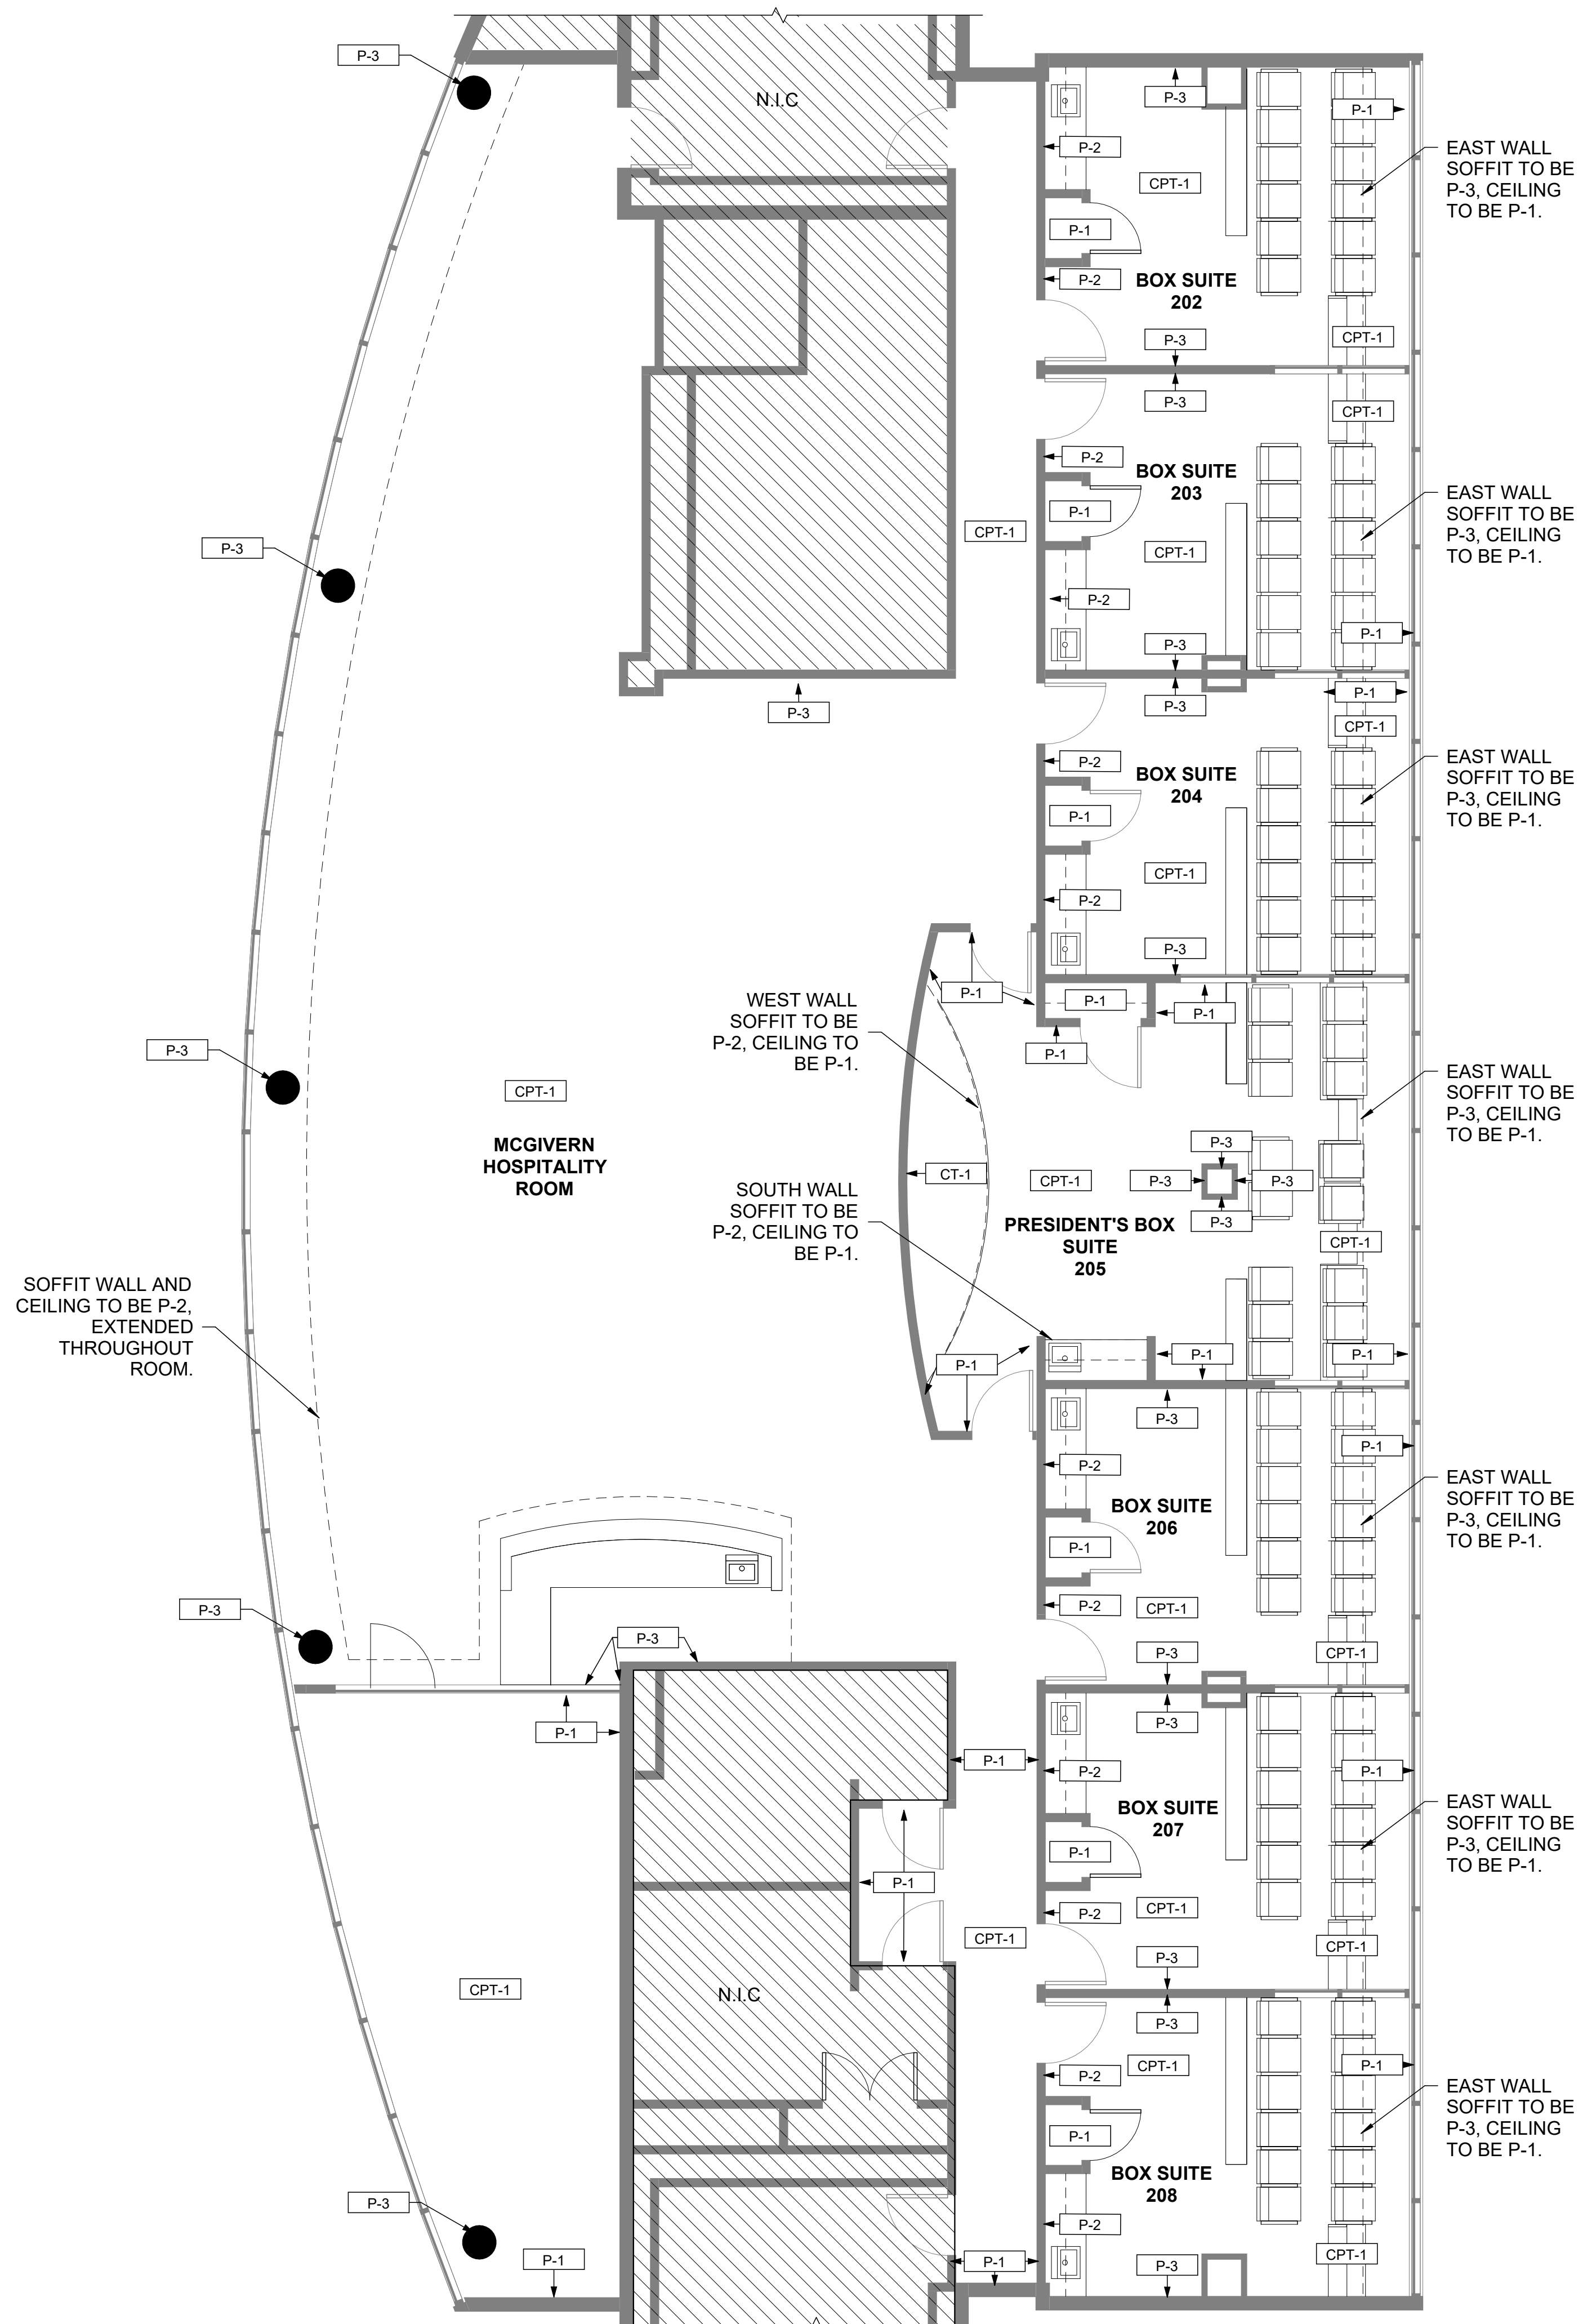 P-3
N.I.C
P-3
P-1
P-2
CPT-1
EAST WALL
SOFFIT TO BE
P-3, CEILING
TO BE P-1.
P-1
P-2
BOX SUITE
202
P-3
CPT-1
P-3
CPT-1
P-2
BOX SUITE
203
P-1
CPT-1
CPT-1
P-2
EAST WALL
SOFFIT TO BE
P-3, CEILING
TO BE P-1.
P-3
P-1
P-3
P-3
P-3
P-1
CPT-1
P-2
BOX SUITE
204
P-1
CPT-1
P-2
P-3
EAST WALL
SOFFIT TO BE
P-3, CEILING
TO BE P-1.
WEST WALL
SOFFIT TO BE
P-2, CEILING TO
BE P-1.
P-1
P-1
P-1
P-1
P-3
CPT-1
MCGIVERN
HOSPITALITY
ROOM
EAST WALL
SOFFIT TO BE
P-3, CEILING
TO BE P-1.
CT-1
CPT-1
P-3
P-3
P-3
P-3
SOUTH WALL
SOFFIT TO BE
P-2, CEILING TO
BE P-1.
PRESIDENT'S BOX
SUITE
205
CPT-1
SOFFIT WALL AND
CEILING TO BE P-2,
EXTENDED
THROUGHOUT
ROOM.
P-1
P-1
P-1
P-3
P-1
P-2
BOX SUITE
206
P-1
P-2
CPT-1
EAST WALL
SOFFIT TO BE
P-3, CEILING
TO BE P-1.
P-3
P-3
P-3
CPT-1
P-1
P-3
P-1
P-2
P-1
BOX SUITE
207
P-1
P-2
CPT-1
EAST WALL
SOFFIT TO BE
P-3, CEILING
TO BE P-1.
P-1
CPT-1
CPT-1
P-3
CPT-1
N.I.C
P-3
CPT-1
P-2
P-1
P-1
BOX SUITE
208
EAST WALL
SOFFIT TO BE
P-3, CEILING
TO BE P-1.
P-3
P-2
P-1
P-1
P-3
CPT-1